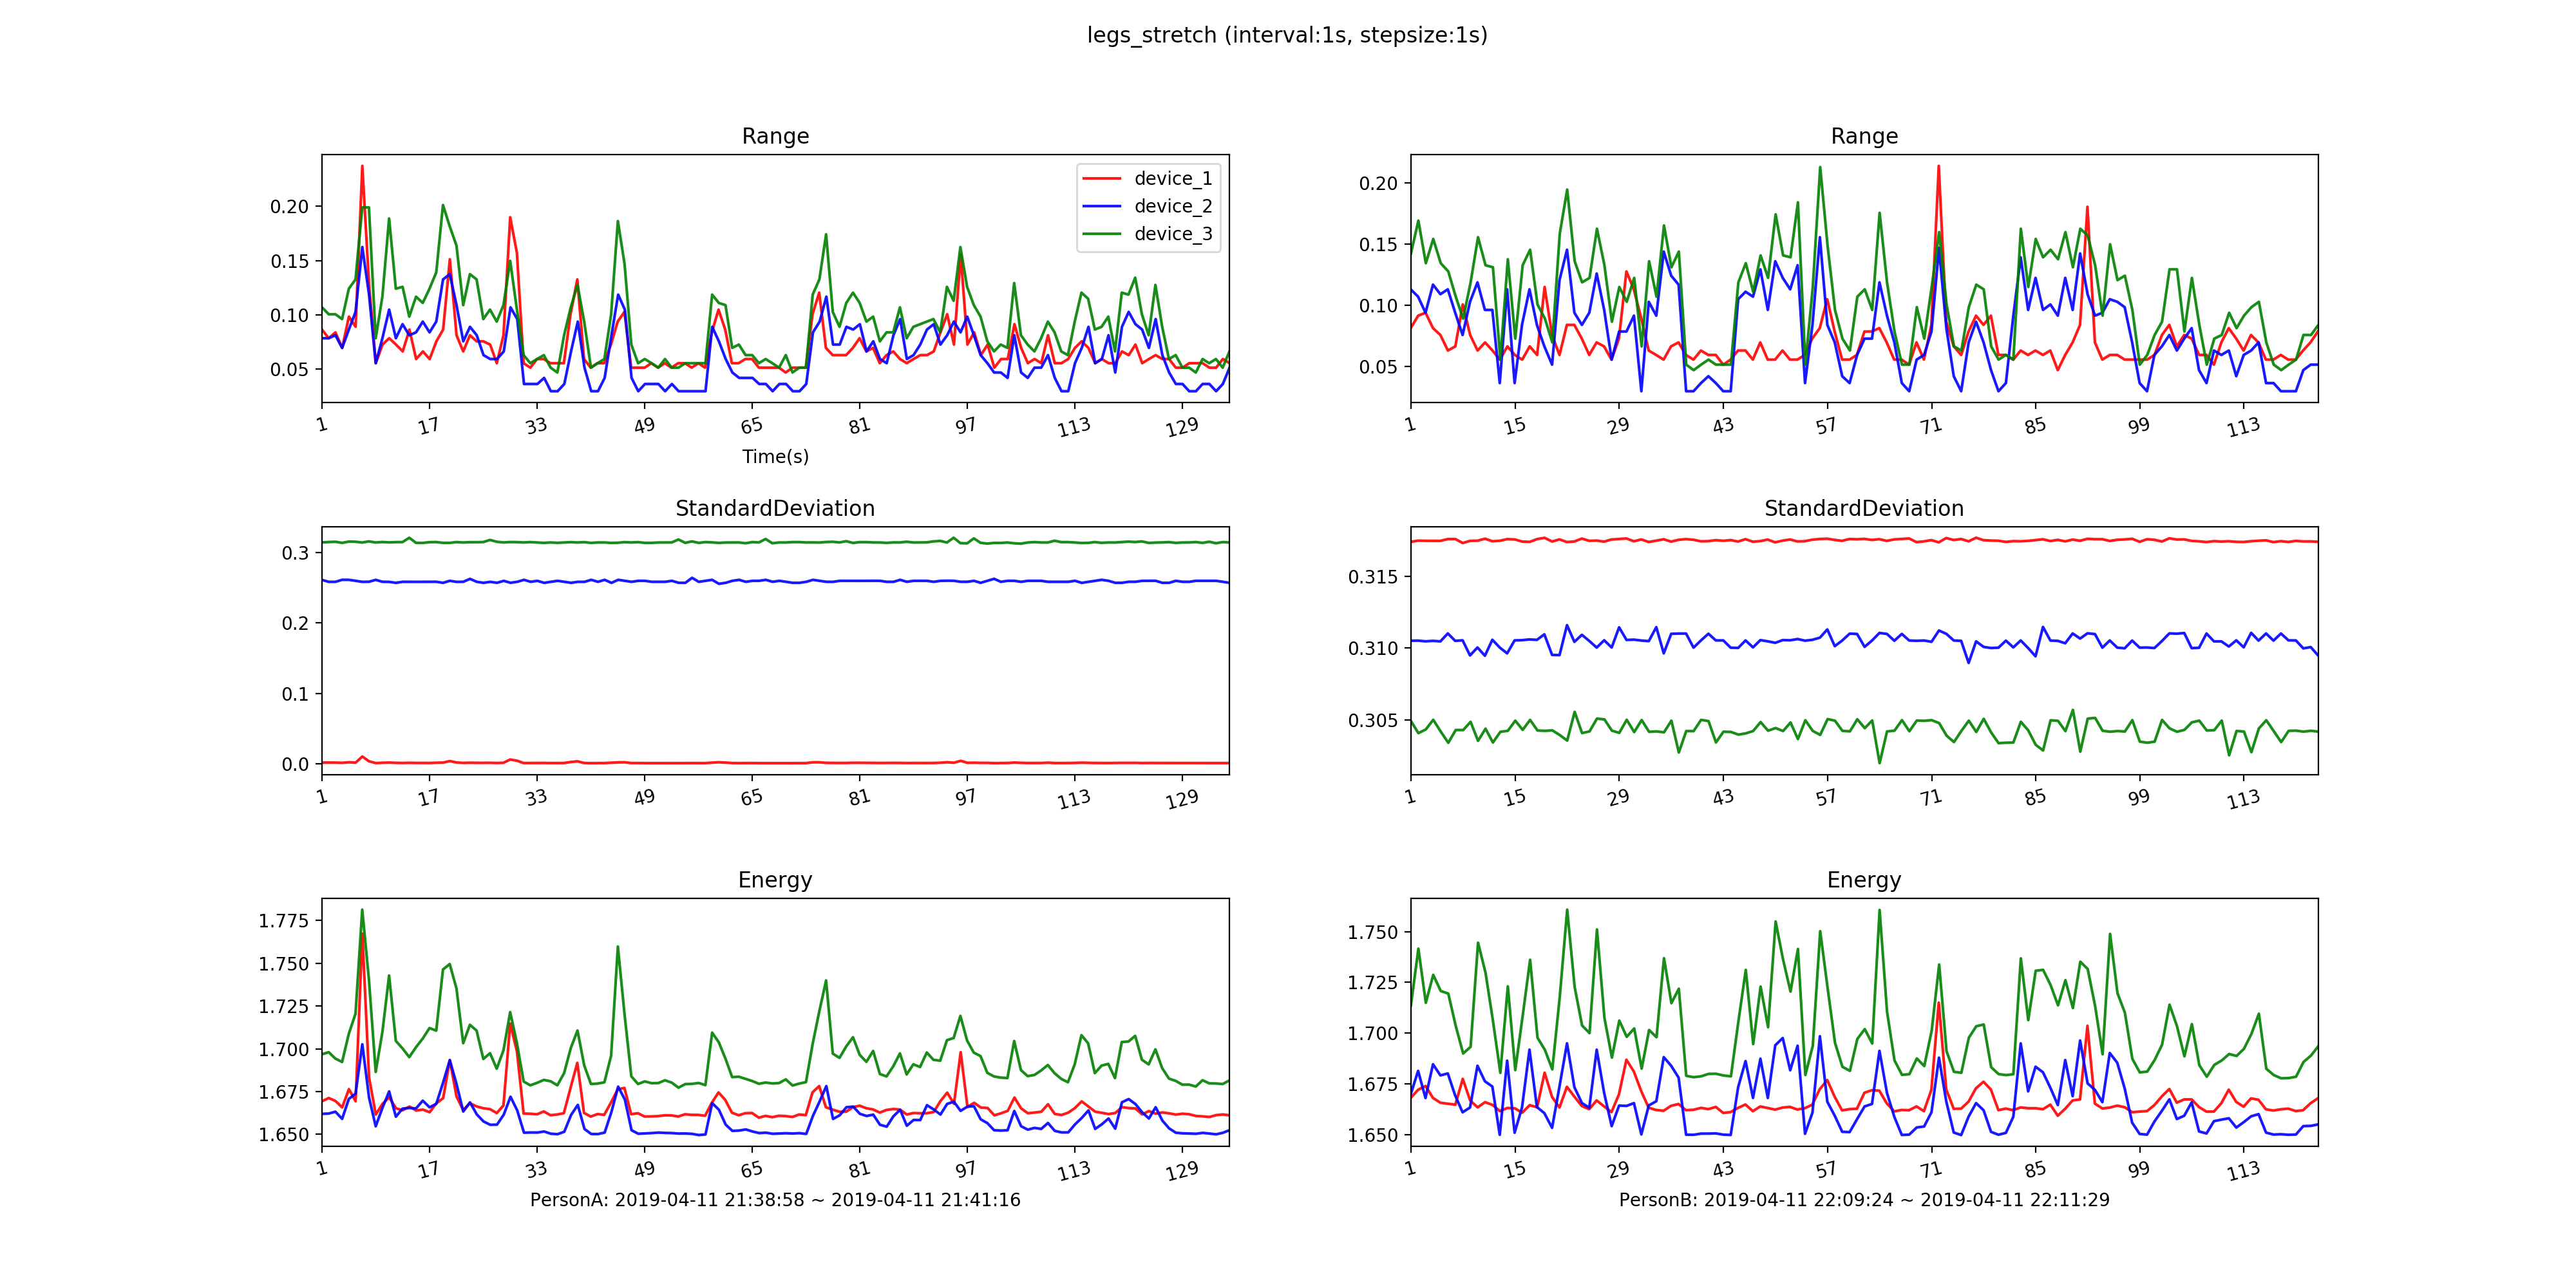 legs_stretch (interval:1s, stepsize:1s)
Range
0.20
0.15
0.10
0.05
device_1
device_2
device_3
1 17 33 49 65 81 97 113 129
Time(s)
Range
0.20
0.15
0.10
0.05
1 15 29 43 57 71 85 99 113
StandardDeviation
0.3
0.2
0.1
0.0
1 17 33 49 65 81 97 113 129
StandardDeviation
0.315
0.310
0.305
1 15 29 43 57 71 85 99 113
Energy
1.775
1.750
1.725
1.700
1.675
1.650
1 17 33 49 65 81 97 113 129
PersonA: 2019-04-11 21:38:58 ~ 2019-04-11 21:41:16
Energy
1.750
1.725
1.700
1.675
1.650
1 15 29 43 57 71 85 99 113
PersonB: 2019-04-11 22:09:24 ~ 2019-04-11 22:11:29